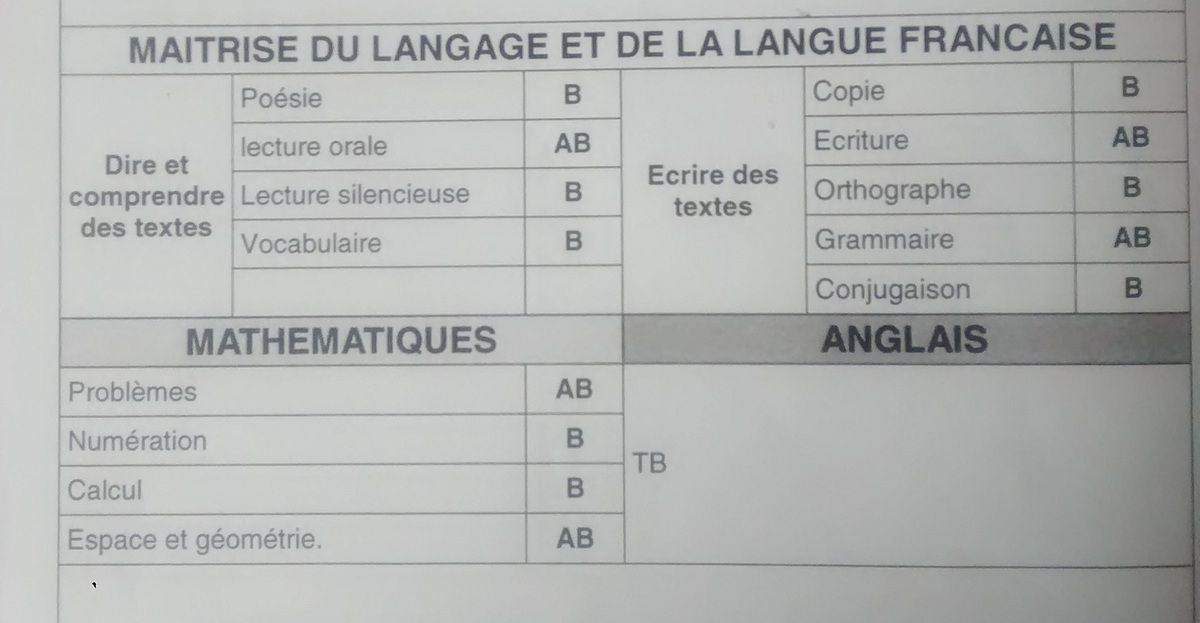 MAITRISE DU LANGAGE ET DE LA LANGUE FRANCAISE
Dire et
comprendre
des textes
Poésie B
lecture orale AB
Lecture silencieuse B
Vocabulaire B
Ecrire des
textes
Copie B
Ecriture AB
Orthographe B
Grammaire AB
Conjugaison B
MATHEMATIQUES
Problèmes AB
Numération B
Calcul B
Espace et géométrie. AB
ANGLAIS
TB